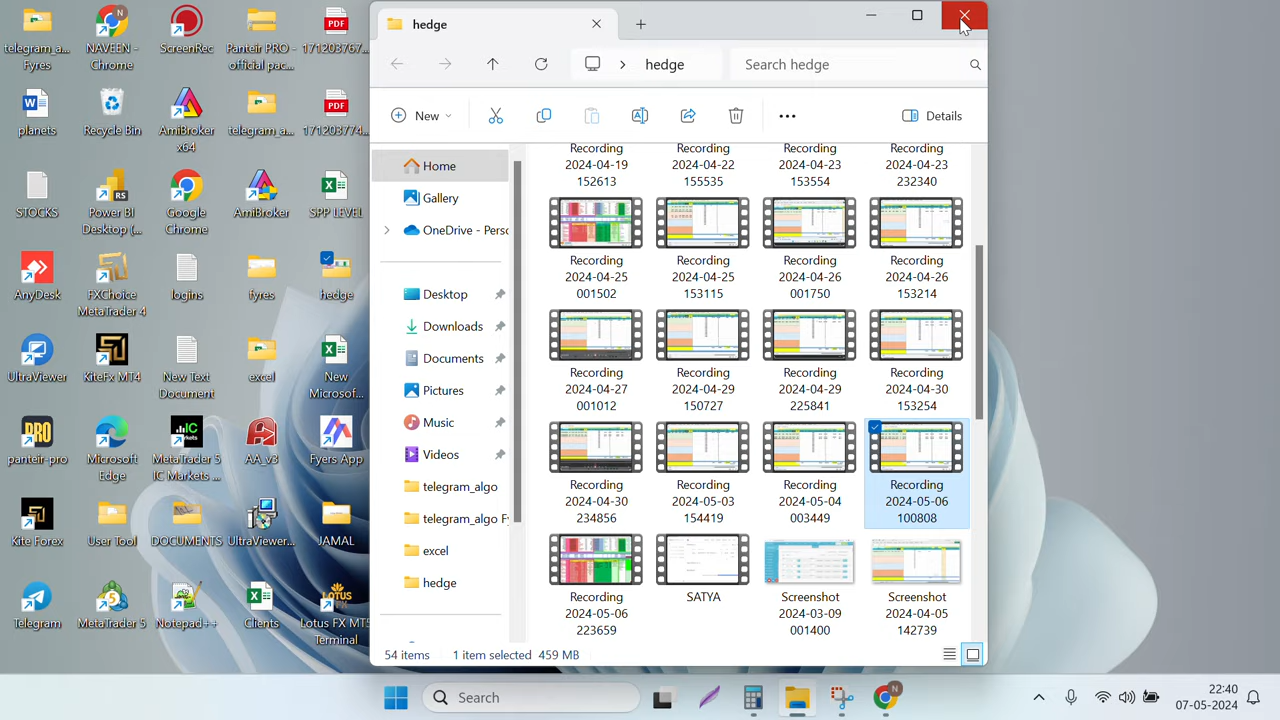 telegram_a...
Fyres
NAVEEN -
Chrome
ScreenRec
Panteir PRO -
official pac...
PDF
171203767...
planets
Recycle Bin
AmiBroker
x64
telegram_a...
PDF
171203774...
STOCKS
Power BI
Desktop (...
Google
Chrome
AmiBroker
SPP LEVEL
AnyDesk
FXChoice
MetaTrader 4
logins
fyres
hedge
UltraViewer
KiteFx MT4
New Text
Document
excel
New
Microsof...
PRO
panteir-pro
Microsoft
Edge
IC
Markets
MetaTrader 5
IC Markets ...
AA_v3
Fyers App
Kite Forex
User Tool
DOCUMENTS
UltraViewer...
JAMAL
Telegram
MetaTrader 5
Notepad++
Clients
LOTUS
FX
Lotus FX MT5
Terminal
hedge
hedge
Search hedge
New
Details
Home
Gallery
OneDrive - Perso
Desktop
Downloads
Documents
Pictures
Music
Videos
telegram_algo
telegram_algo Fy
excel
hedge
Recording
2024-04-19
152613
Recording
2024-04-22
155535
Recording
2024-04-23
153554
Recording
2024-04-23
232340
Recording
2024-04-25
001502
Recording
2024-04-25
153115
Recording
2024-04-26
001750
Recording
2024-04-26
153214
Recording
2024-04-27
001012
Recording
2024-04-29
150727
Recording
2024-04-29
225841
Recording
2024-04-30
153254
Recording
2024-04-30
234856
Recording
2024-05-03
154419
Recording
2024-05-04
003449
Recording
2024-05-06
100808
Recording
2024-05-06
223659
SATYA
Screenshot
2024-03-09
001400
Screenshot
2024-04-05
142739
54 items
1 item selected 459 MB
Search
22:40
07-05-2024